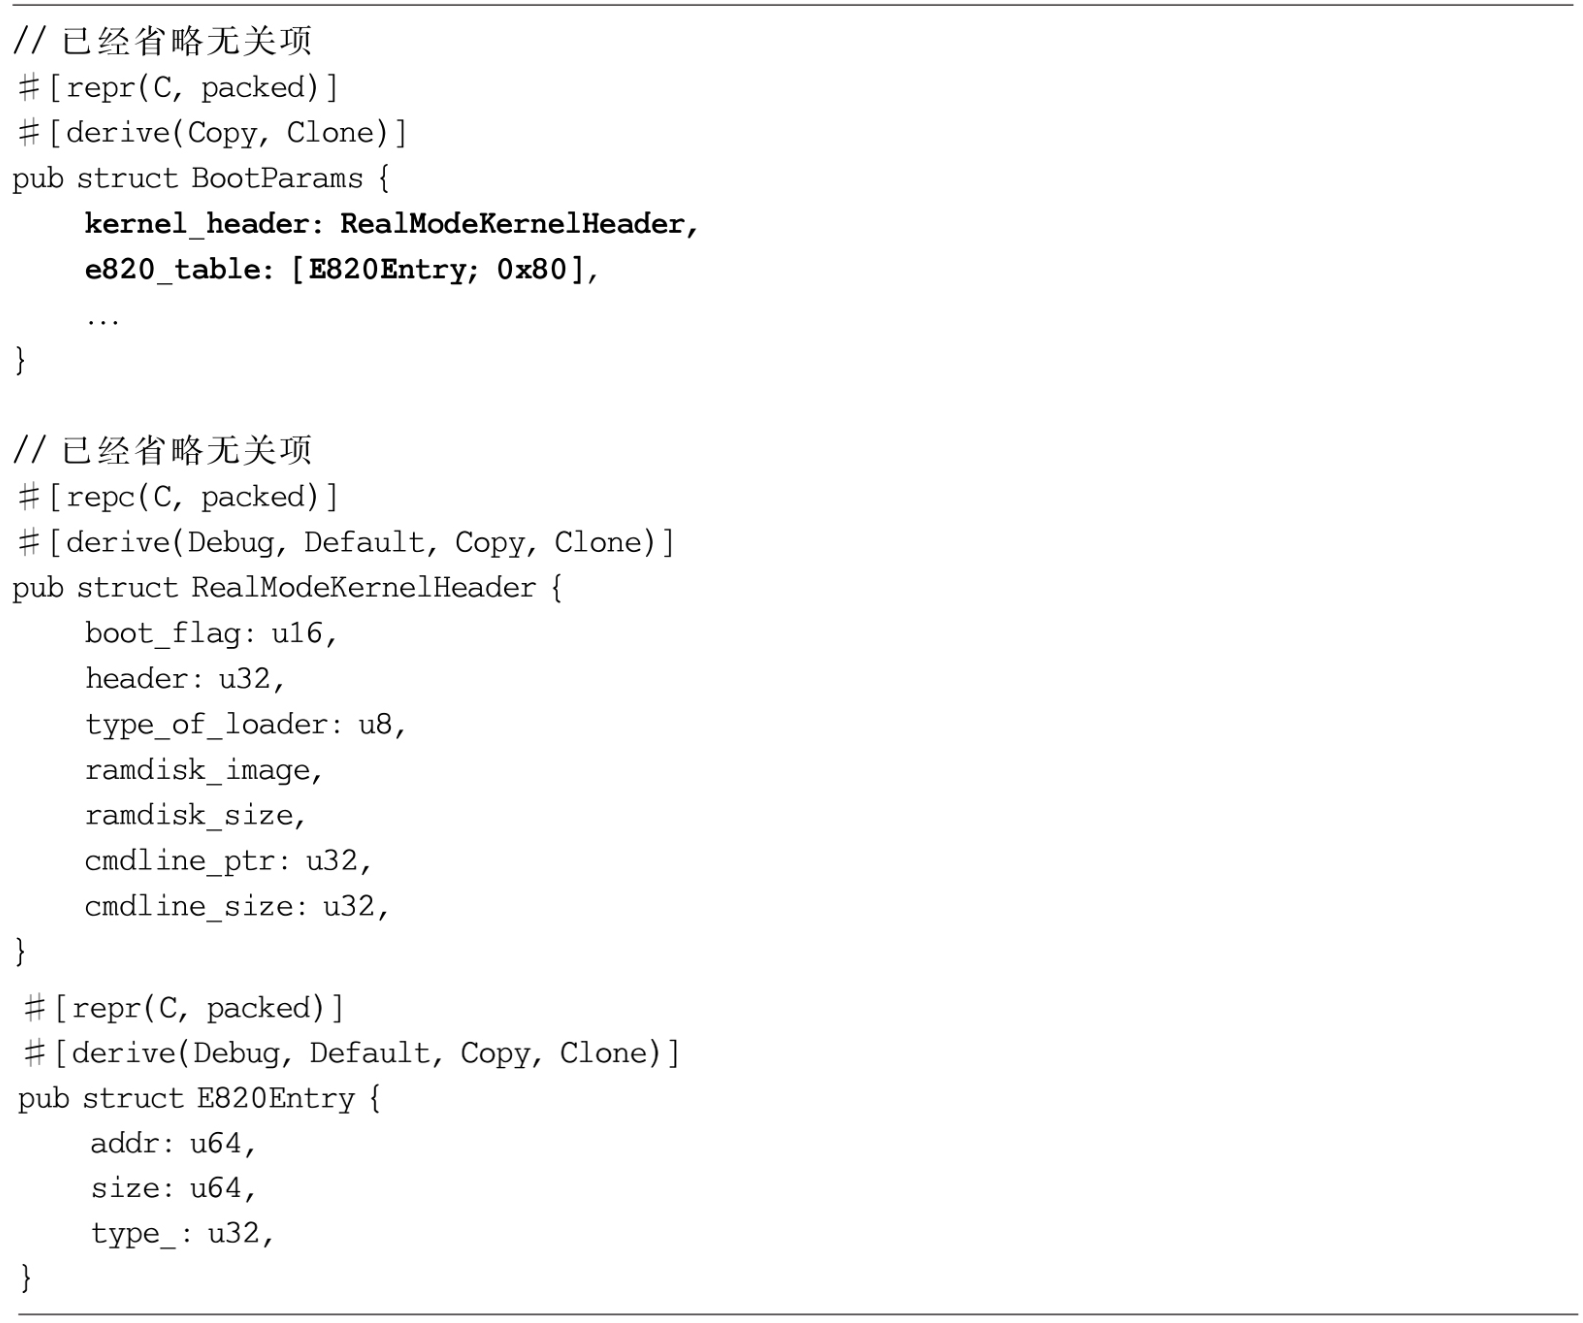 // 已经省略无关项
#[repr(C, packed)]
#[derive(Copy, Clone)]
pub struct BootParams {
    kernel_header: RealModeKernelHeader,
    e820_table: [E820Entry; 0x80],
    ...
}

// 已经省略无关项
#[repc(C, packed)]
#[derive(Debug, Default, Copy, Clone)]
pub struct RealModeKernelHeader {
    boot_flag: u16,
    header: u32,
    type_of_loader: u8,
    ramdisk_image,
    ramdisk_size,
    cmdline_ptr: u32,
    cmdline_size: u32,
}
#[repr(C, packed)]
#[derive(Debug, Default, Copy, Clone)]
pub struct E820Entry {
    addr: u64,
    size: u64,
    type_: u32,
}